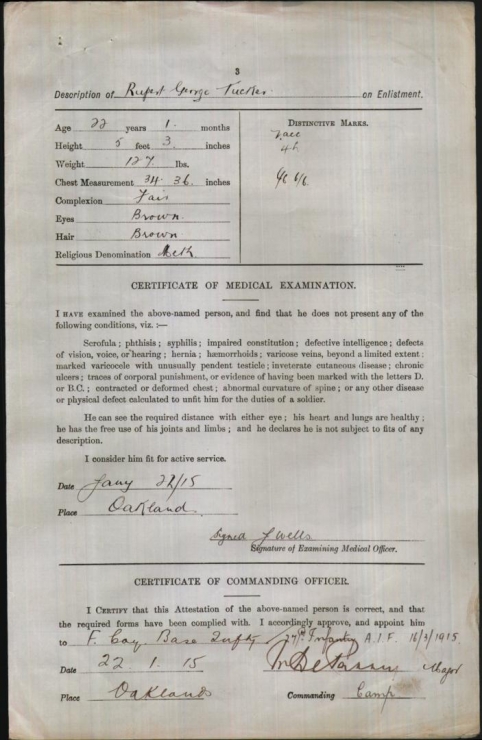 3
Description of Rupert George Tucker on Enlistment.
Age 22 years 1 months
Height 5 feet 3 inches
Weight 127 lbs.
Chest Measurement 34 36 inches
Complexion Fair
Eyes Brown
Hair Brown
Religious Denomination Meth
DISTINCTIVE MARKS.
Vacc
6/6
CERTIFICATE OF MEDICAL EXAMINATION.
I HAVE examined the above-named person, and find that he does not present any of the
following conditions, viz. :—
Scrofula ; phthisis ; syphilis ; impaired constitution ; defective intelligence ; defects
of vision, voice, or hearing ; hernia ; hæmorrhoids ; varicose veins, beyond a limited extent ;
marked varicocele with unusually pendent testicle ; inveterate cutaneous disease ; chronic
ulcers ; traces of corporal punishment, or evidence of having been marked with the letters D.
or B.C. ; contracted or deformed chest ; abnormal curvature of spine ; or any other disease
or physical defect calculated to unfit him for the duties of a soldier.
He can see the required distance with either eye ; his heart and lungs are healthy ;
he has the free use of his joints and limbs ; and he declares he is not subject to fits of any
description.
I consider him fit for active service.
Date Jany 22/15
Place Oakland
Signed J Wells
Signature of Examining Medical Officer.
CERTIFICATE OF COMMANDING OFFICER.
I CERTIFY that this Attestation of the above-named person is correct, and that
the required forms have been complied with. I accordingly approve, and appoint him
to F. Coy Base Infty / 27th Infantry A.I.F. 16/3/1915
Date 22. 1. 15 Major
Place Oaklands Commanding Camp